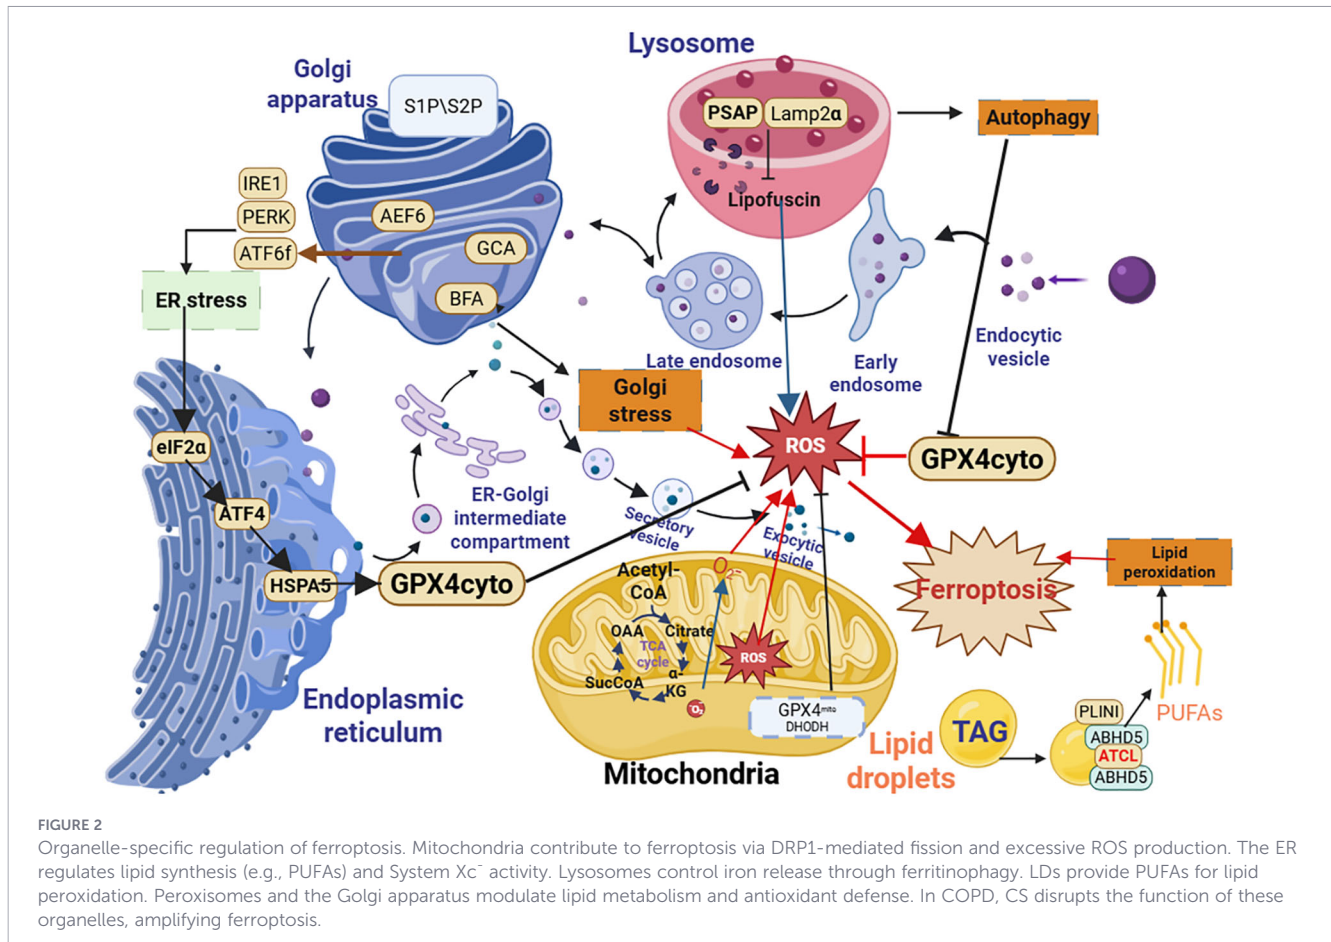 Lysosome
Golgi
apparatus
S1P\S2P
PSAP
Lamp2α
Autophagy
IRE1
PERK
ATF6f
AEF6
GCA
BFA
Lipofuscin
ER stress
Late endosome
Early
endosome
Endocytic
vesicle
Golgi
stress
ROS
GPX4cyto
eIF2α
ATF4
HSPA5
GPX4cyto
ER-Golgi
intermediate
compartment
Secretory
vesicle
Exocytic
vesicle
Ferroptosis
Lipid
peroxidation
Acetyl-
CoA
O₂⁻
OAA
Citrate
TCA
cycle
SucCoA
α-
KG
ROS
GPX4ᵐⁱᵗᵒ
DHODH
Endoplasmic
reticulum
Mitochondria
Lipid
droplets
TAG
PLINI
ABHD5
ATCL
ABHD5
PUFAs
FIGURE 2
Organelle-specific regulation of ferroptosis. Mitochondria contribute to ferroptosis via DRP1-mediated fission and excessive ROS production. The ER
regulates lipid synthesis (e.g., PUFAs) and System Xc⁻ activity. Lysosomes control iron release through ferritinophagy. LDs provide PUFAs for lipid
peroxidation. Peroxisomes and the Golgi apparatus modulate lipid metabolism and antioxidant defense. In COPD, CS disrupts the function of these
organelles, amplifying ferroptosis.